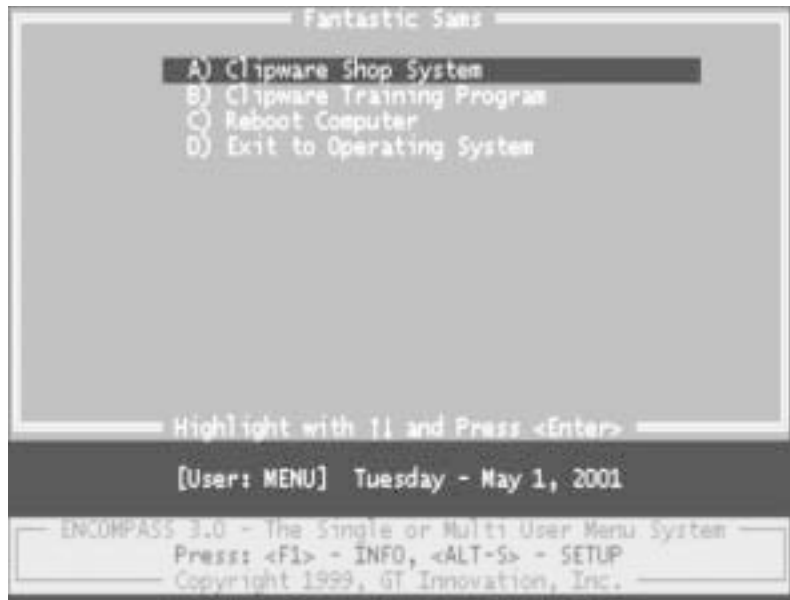 Fantastic Sams
A) Clipware Shop System
B) Clipware Training Program
C) Reboot Computer
D) Exit to Operating System
Highlight with ↑↓ and Press <Enter>
[User: MENU] Tuesday - May 1, 2001
ENCOMPASS 3.0 - The Single or Multi User Menu System
Press: <F1> - INFO, <ALT-S> - SETUP
Copyright 1999, GT Innovation, Inc.